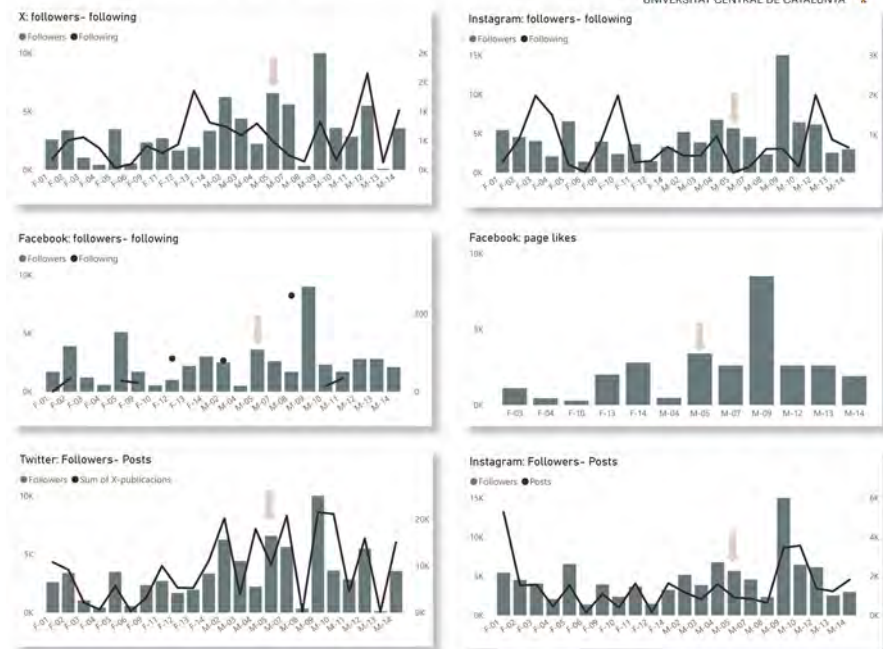 UNIVERSITAT CENTRAL DE CATALUNYA
X: followers- following
Followers Following
10K
5K
0K
2K
2K
1K
1K
0K
F-01 F-02 F-03 F-04 F-05 F-06 F-09 F-11 F-12 F-13 F-14 M-02 M-03 M-04 M-05 M-07 M-08 M-09 M-10 M-12 M-13 M-14
Instagram: followers- following
Followers Following
15K
10K
5K
0K
3K
2K
1K
F-01 F-02 F-03 F-04 F-05 F-06 F-09 F-10 F-11 F-12 F-14 M-02 M-03 M-04 M-05 M-07 M-08 M-09 M-10 M-12 M-13 M-14
Facebook: followers- following
Followers Following
10K
5K
0K
0
F-01 F-02 F-03 F-04 F-09 F-10 F-12 F-13 F-14 M-02 M-04 M-05 M-07 M-08 M-09 M-10 M-12 M-13 M-14
Facebook: page likes
10K
5K
0K
F-03 F-04 F-10 F-13 F-14 M-04 M-05 M-07 M-09 M-12 M-13 M-14
Twitter: Followers- Posts
Followers Sum of X-publicacions
10K
5K
0K
20K
10K
0K
F-01 F-02 F-03 F-04 F-05 F-06 F-09 F-11 F-12 F-13 F-14 M-02 M-03 M-04 M-05 M-07 M-08 M-09 M-10 M-12 M-13 M-14
Instagram: Followers- Posts
Followers Posts
15K
10K
5K
0K
6K
4K
2K
0K
F-01 F-02 F-03 F-04 F-05 F-06 F-09 F-10 F-11 F-12 F-14 M-02 M-03 M-04 M-05 M-07 M-08 M-09 M-10 M-12 M-13 M-14